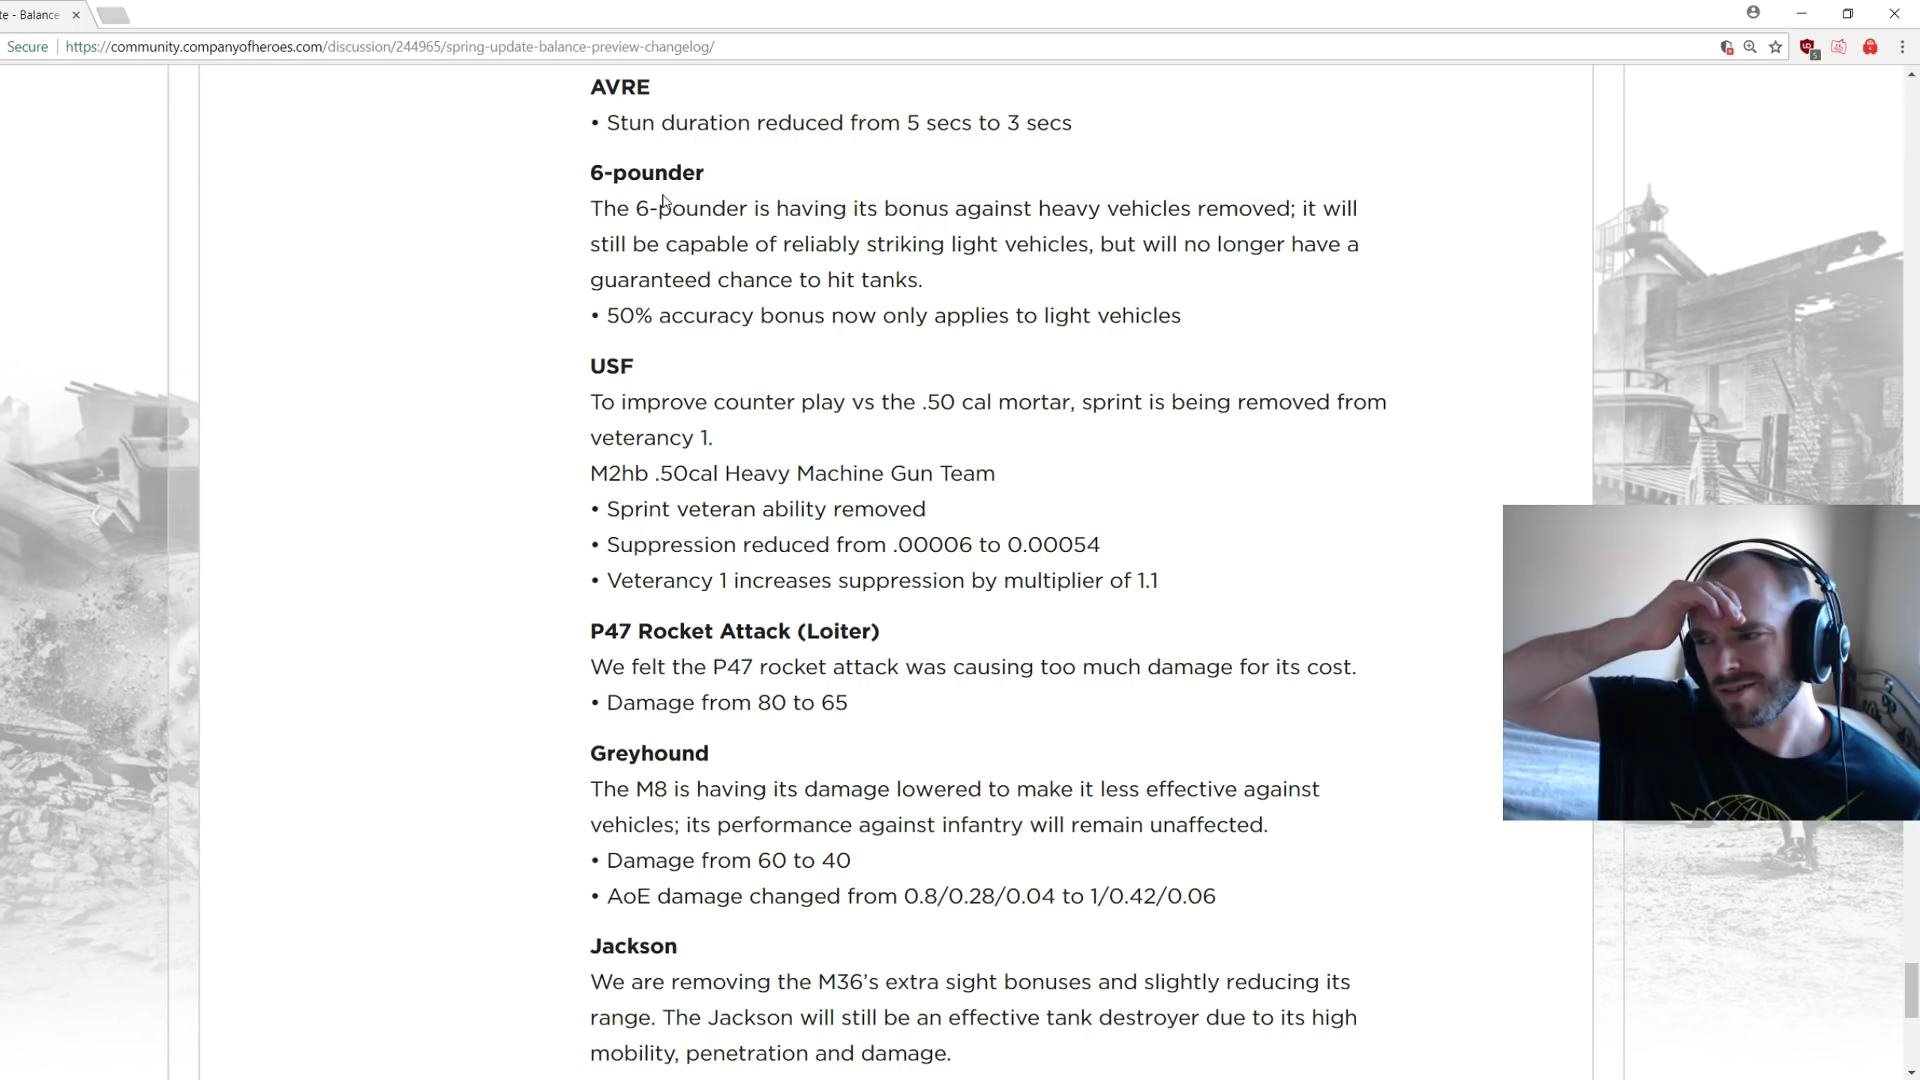 te - Balance
Secure https://community.companyofheroes.com/discussion/244965/spring-update-balance-preview-changelog/
AVRE
• Stun duration reduced from 5 secs to 3 secs
6-pounder
The 6-pounder is having its bonus against heavy vehicles removed; it will
still be capable of reliably striking light vehicles, but will no longer have a
guaranteed chance to hit tanks.
• 50% accuracy bonus now only applies to light vehicles
USF
To improve counter play vs the .50 cal mortar, sprint is being removed from
veterancy 1.
M2hb .50cal Heavy Machine Gun Team
• Sprint veteran ability removed
• Suppression reduced from .00006 to 0.00054
• Veterancy 1 increases suppression by multiplier of 1.1
P47 Rocket Attack (Loiter)
We felt the P47 rocket attack was causing too much damage for its cost.
• Damage from 80 to 65
Greyhound
The M8 is having its damage lowered to make it less effective against
vehicles; its performance against infantry will remain unaffected.
• Damage from 60 to 40
• AoE damage changed from 0.8/0.28/0.04 to 1/0.42/0.06
Jackson
We are removing the M36’s extra sight bonuses and slightly reducing its
range. The Jackson will still be an effective tank destroyer due to its high
mobility, penetration and damage.